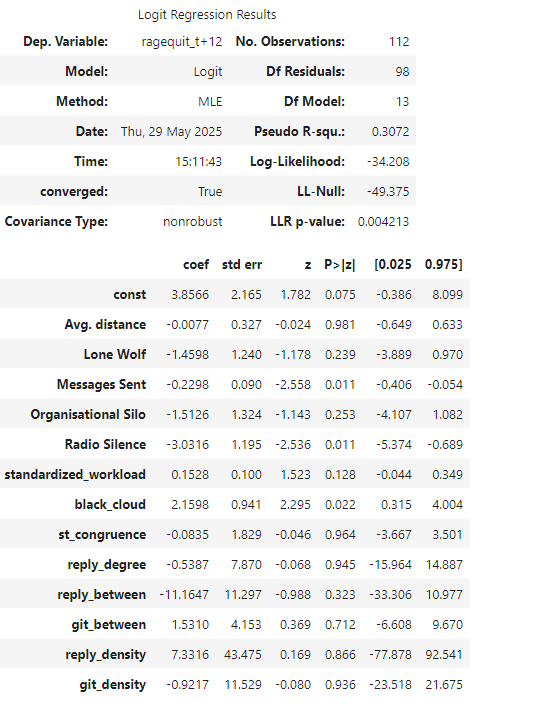 Logit Regression Results
Dep. Variable: ragequit_t+12 No. Observations: 112
Model: Logit Df Residuals: 98
Method: MLE Df Model: 13
Date: Thu, 29 May 2025 Pseudo R-squ.: 0.3072
Time: 15:11:43 Log-Likelihood: -34.208
converged: True LL-Null: -49.375
Covariance Type: nonrobust LLR p-value: 0.004213
coef std err z P>|z| [0.025 0.975]
const 3.8566 2.165 1.782 0.075 -0.386 8.099
Avg. distance -0.0077 0.327 -0.024 0.981 -0.649 0.633
Lone Wolf -1.4598 1.240 -1.178 0.239 -3.889 0.970
Messages Sent -0.2298 0.090 -2.558 0.011 -0.406 -0.054
Organisational Silo -1.5126 1.324 -1.143 0.253 -4.107 1.082
Radio Silence -3.0316 1.195 -2.536 0.011 -5.374 -0.689
standardized_workload 0.1528 0.100 1.523 0.128 -0.044 0.349
black_cloud 2.1598 0.941 2.295 0.022 0.315 4.004
st_congruence -0.0835 1.829 -0.046 0.964 -3.667 3.501
reply_degree -0.5387 7.870 -0.068 0.945 -15.964 14.887
reply_between -11.1647 11.297 -0.988 0.323 -33.306 10.977
git_between 1.5310 4.153 0.369 0.712 -6.608 9.670
reply_density 7.3316 43.475 0.169 0.866 -77.878 92.541
git_density -0.9217 11.529 -0.080 0.936 -23.518 21.675